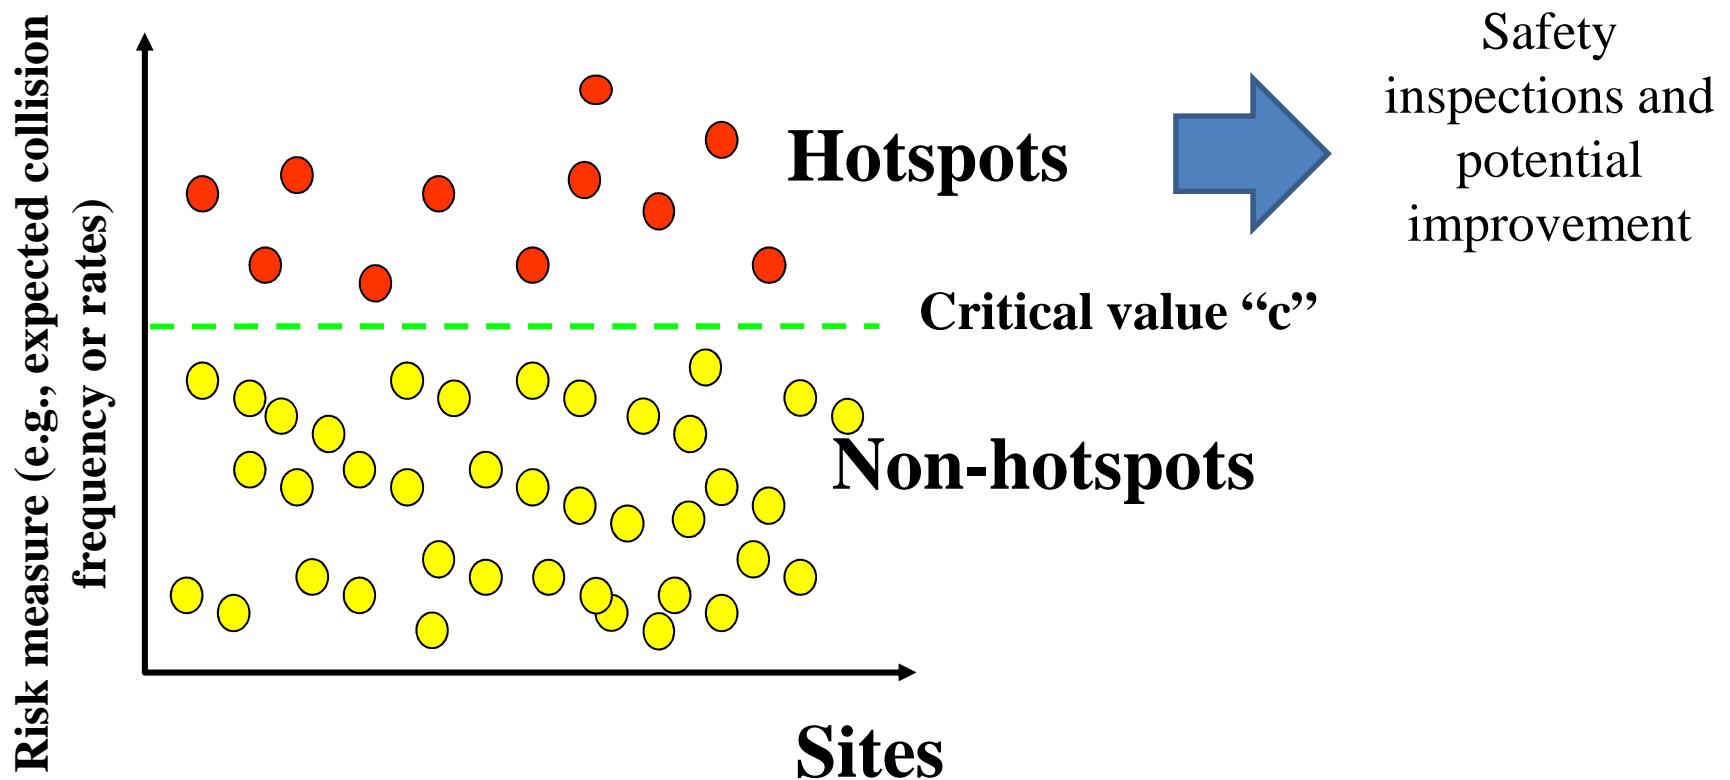 Risk measure (e.g., expected collision
frequency or rates)
Hotspots
Safety
inspections and
potential
improvement
Critical value “c”
Non-hotspots
Sites